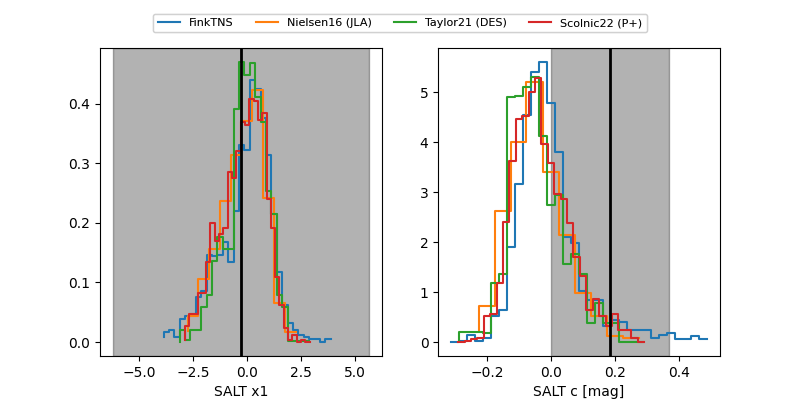 FinkTNS Nielsen16 (JLA) Taylor21 (DES) Scolnic22 (P+)
0.4
0.3
0.2
0.1
0.0
−5.0 −2.5 0.0 2.5 5.0
SALT x1
5
4
3
2
1
0
−0.2 0.0 0.2 0.4
SALT c [mag]